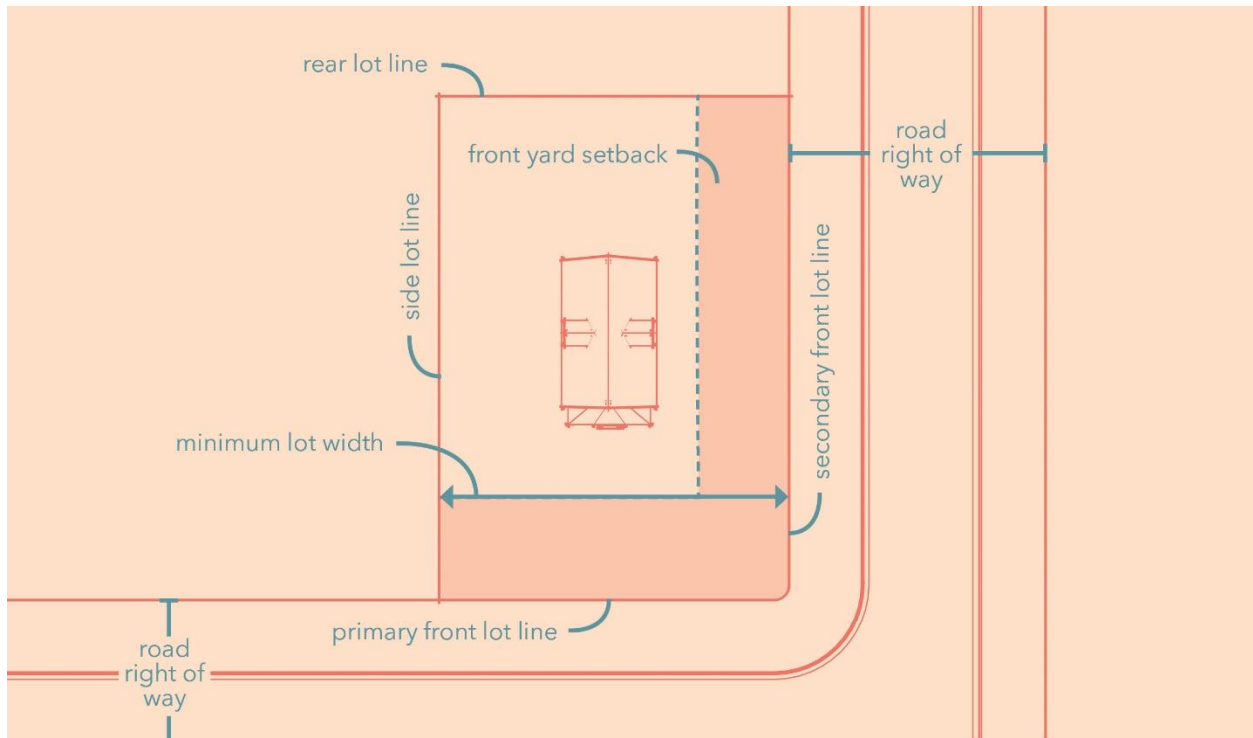 rear lot line
front yard setback
road
right of
way
side lot line
secondary front lot line
minimum lot width
primary front lot line
road
right of
way